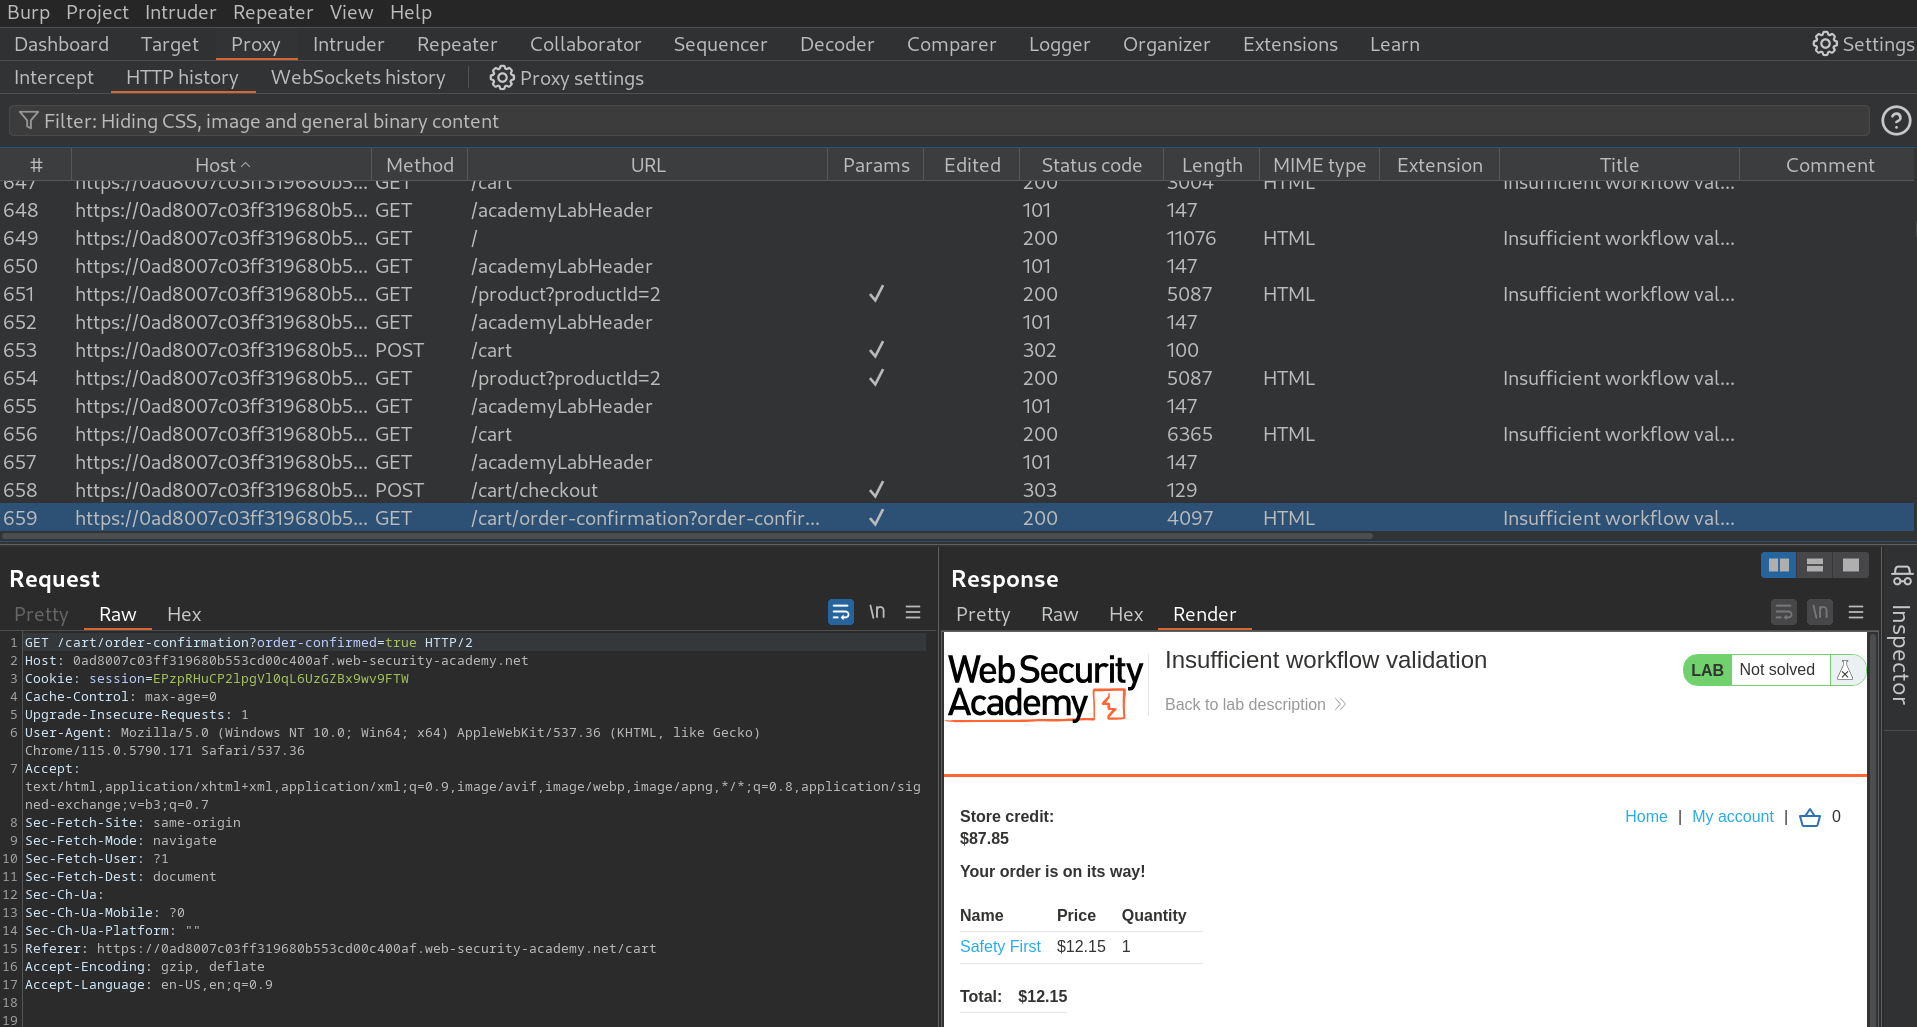 Burp Project Intruder Repeater View Help
Dashboard Target Proxy Intruder Repeater Collaborator Sequencer Decoder Comparer Logger Organizer Extensions Learn Settings
Intercept HTTP history WebSockets history Proxy settings
Filter: Hiding CSS, image and general binary content
# Host Method URL Params Edited Status code Length MIME type Extension Title Comment
647 https://0ad8007c03ff319680b5... GET /cart 200 3004 HTML Insufficient workflow val...
648 https://0ad8007c03ff319680b5... GET /academyLabHeader 101 147
649 https://0ad8007c03ff319680b5... GET / 200 11076 HTML Insufficient workflow val...
650 https://0ad8007c03ff319680b5... GET /academyLabHeader 101 147
651 https://0ad8007c03ff319680b5... GET /product?productId=2 ✓ 200 5087 HTML Insufficient workflow val...
652 https://0ad8007c03ff319680b5... GET /academyLabHeader 101 147
653 https://0ad8007c03ff319680b5... POST /cart ✓ 302 100
654 https://0ad8007c03ff319680b5... GET /product?productId=2 ✓ 200 5087 HTML Insufficient workflow val...
655 https://0ad8007c03ff319680b5... GET /academyLabHeader 101 147
656 https://0ad8007c03ff319680b5... GET /cart 200 6365 HTML Insufficient workflow val...
657 https://0ad8007c03ff319680b5... GET /academyLabHeader 101 147
658 https://0ad8007c03ff319680b5... POST /cart/checkout ✓ 303 129
659 https://0ad8007c03ff319680b5... GET /cart/order-confirmation?order-confir... ✓ 200 4097 HTML Insufficient workflow val...
Request
Pretty Raw Hex \n
1 GET /cart/order-confirmation?order-confirmed=true HTTP/2
2 Host: 0ad8007c03ff319680b553cd00c400af.web-security-academy.net
3 Cookie: session=EPzpRHuCP2lpgVl0qL6UzGZBx9wv9FTW
4 Cache-Control: max-age=0
5 Upgrade-Insecure-Requests: 1
6 User-Agent: Mozilla/5.0 (Windows NT 10.0; Win64; x64) AppleWebKit/537.36 (KHTML, like Gecko)
Chrome/115.0.5790.171 Safari/537.36
7 Accept:
text/html,application/xhtml+xml,application/xml;q=0.9,image/avif,image/webp,image/apng,*/*;q=0.8,application/sig
ned-exchange;v=b3;q=0.7
8 Sec-Fetch-Site: same-origin
9 Sec-Fetch-Mode: navigate
10 Sec-Fetch-User: ?1
11 Sec-Fetch-Dest: document
12 Sec-Ch-Ua:
13 Sec-Ch-Ua-Mobile: ?0
14 Sec-Ch-Ua-Platform: ""
15 Referer: https://0ad8007c03ff319680b553cd00c400af.web-security-academy.net/cart
16 Accept-Encoding: gzip, deflate
17 Accept-Language: en-US,en;q=0.9
18
19
Response
Pretty Raw Hex Render \n
Web Security
Academy
Insufficient workflow validation
Back to lab description
LAB Not solved
Store credit:
$87.85
Home | My account | 0
Your order is on its way!
Name Price Quantity
Safety First $12.15 1
Total: $12.15
Inspector